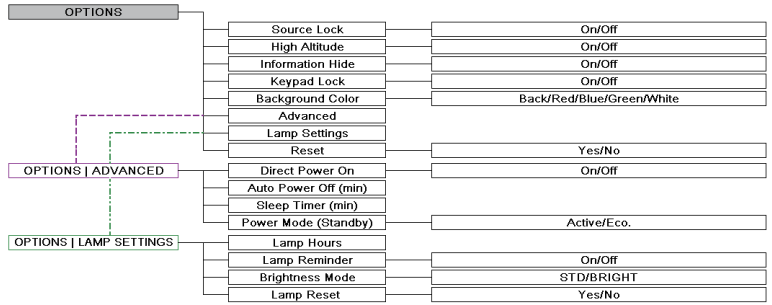 OPTIONS
Source Lock On/Off
High Altitude On/Off
Information Hide On/Off
Keypad Lock On/Off
Background Color Back/Red/Blue/Green/White
Advanced
Lamp Settings
Reset Yes/No
OPTIONS | ADVANCED Direct Power On On/Off
Auto Power Off (min)
Sleep Timer (min)
Power Mode (Standby) Active/Eco.
OPTIONS | LAMP SETTINGS Lamp Hours
Lamp Reminder On/Off
Brightness Mode STD/BRIGHT
Lamp Reset Yes/No